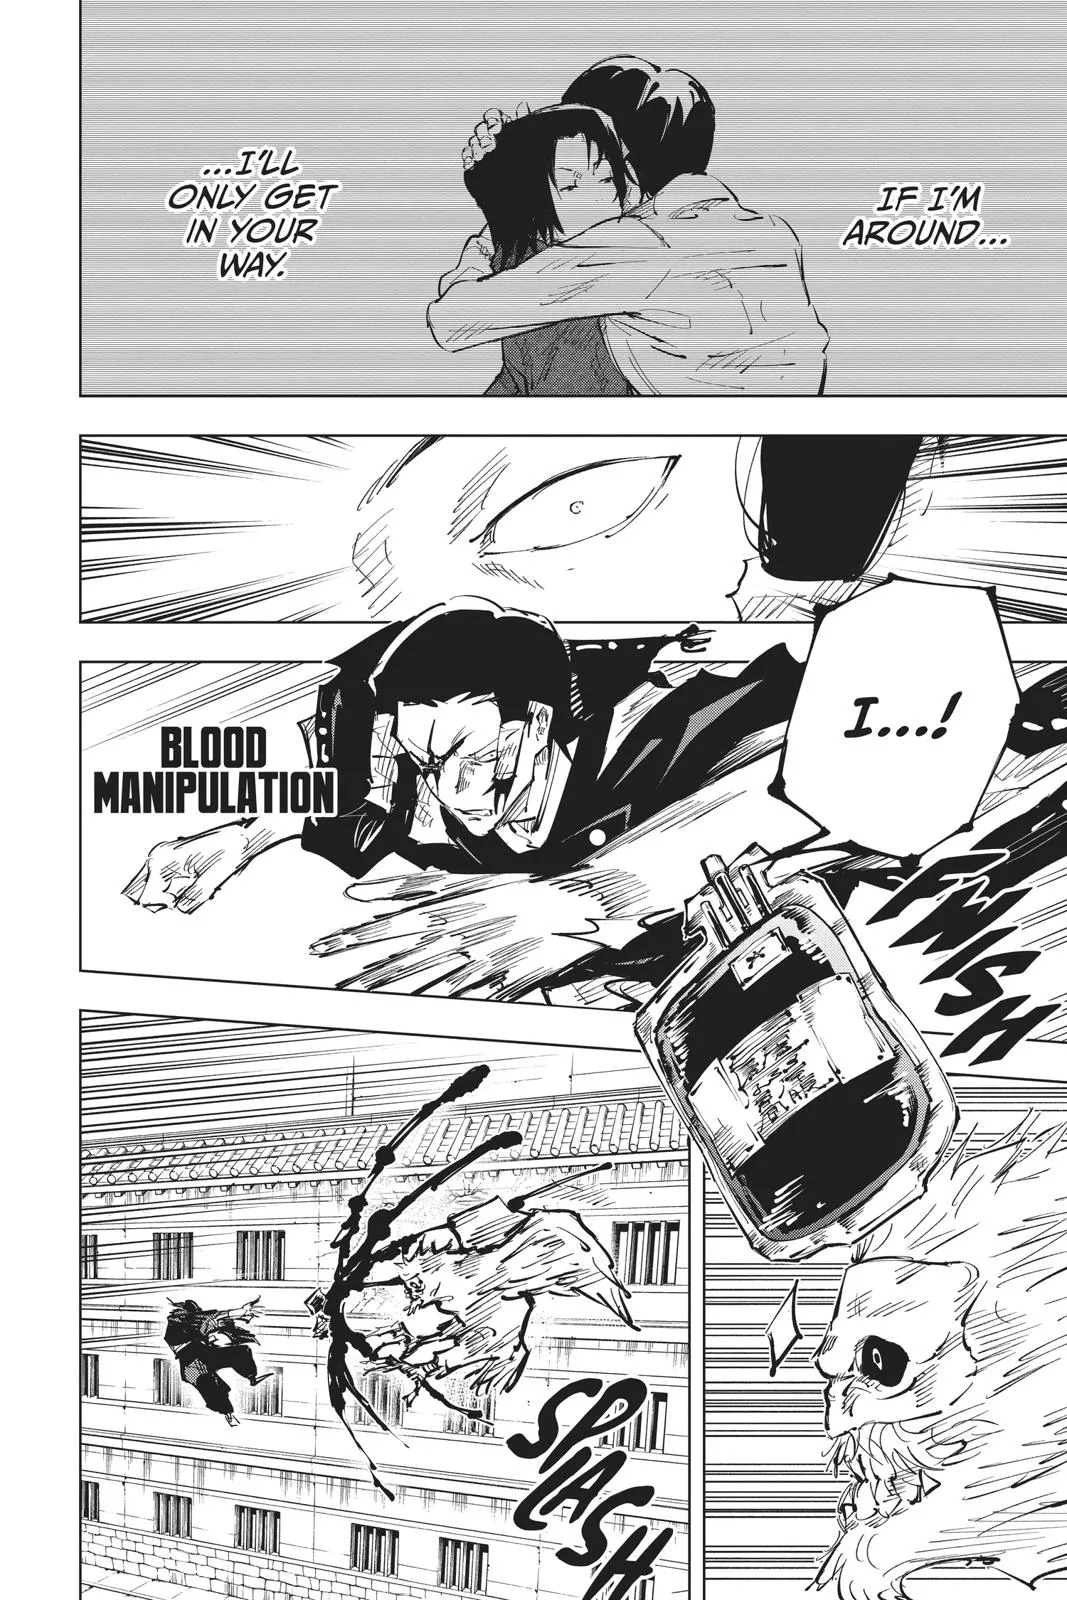 IF I'M
AROUND...
...I'LL
ONLY GET
IN YOUR
WAY.
I...!
BLOOD
MANIPULATION
FWISH
SPLASH